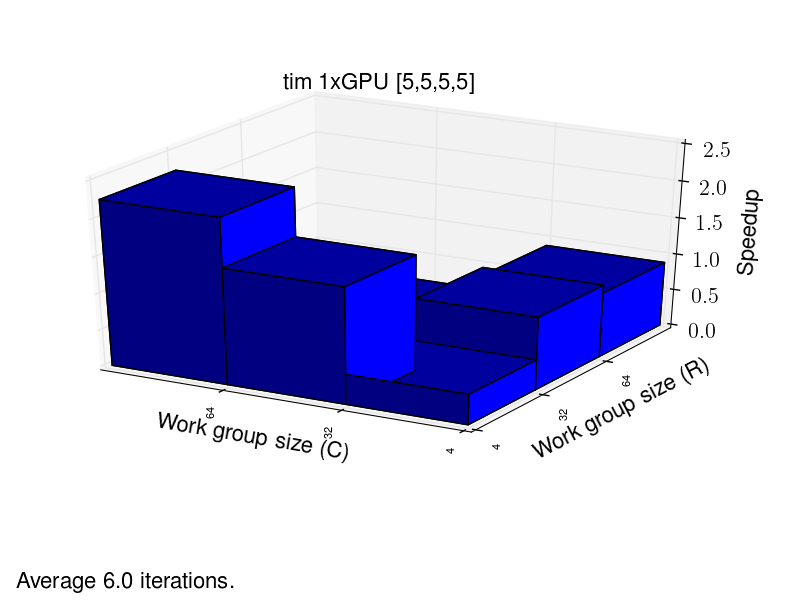 tim 1xGPU [5,5,5,5]
2.5
2.0
1.5
1.0
0.5
0.0
Speedup
64
32
4
Work group size (C)
4
32
64
Work group size (R)
Average 6.0 iterations.